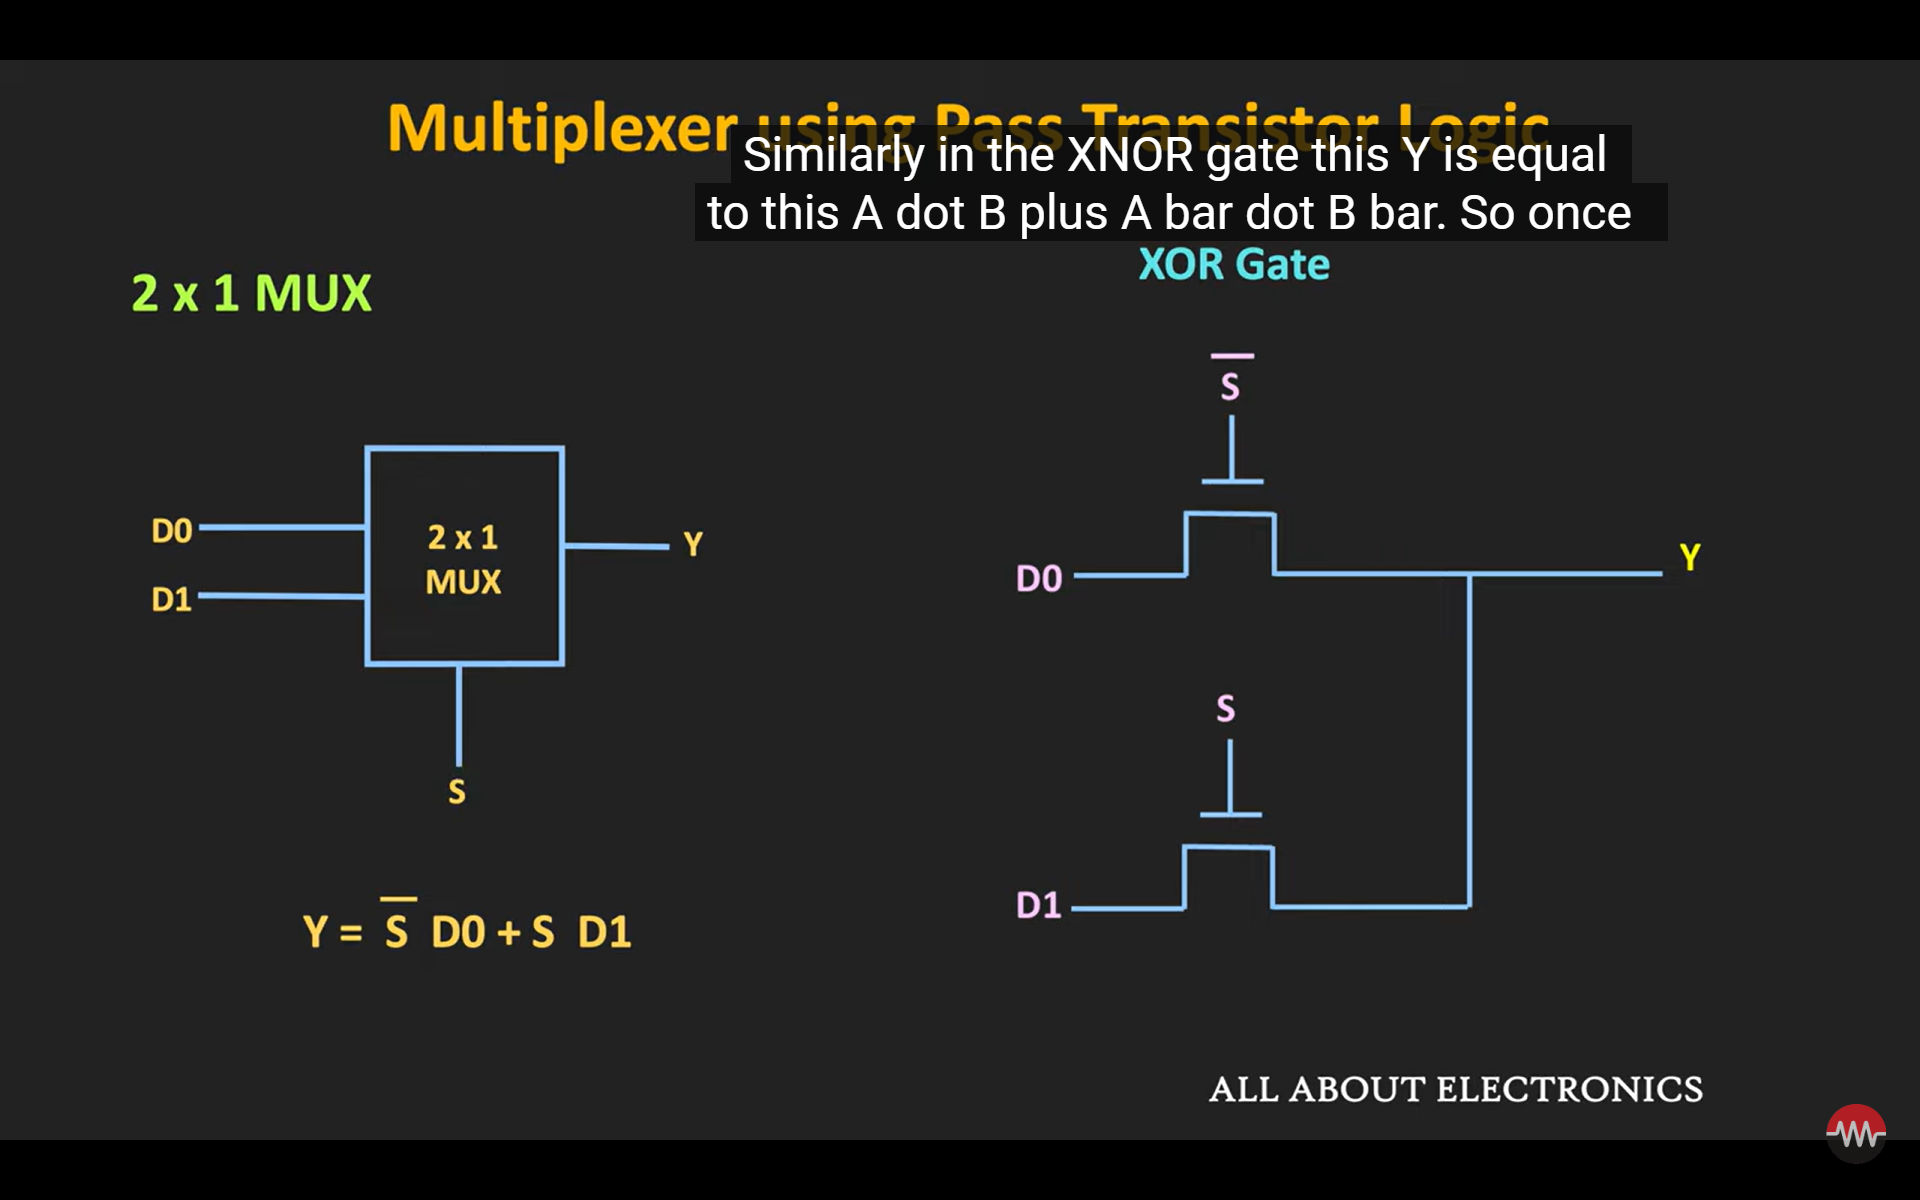 Multiplexer using Pass Transistor Logic
Similarly in the XNOR gate this Y is equal
to this A dot B plus A bar dot B bar. So once
XOR Gate
2 x 1 MUX
S̅
D0
D1
2 x 1
MUX
Y
S
Y = S̅ D0 + S D1
D0
Y
S
D1
ALL ABOUT ELECTRONICS